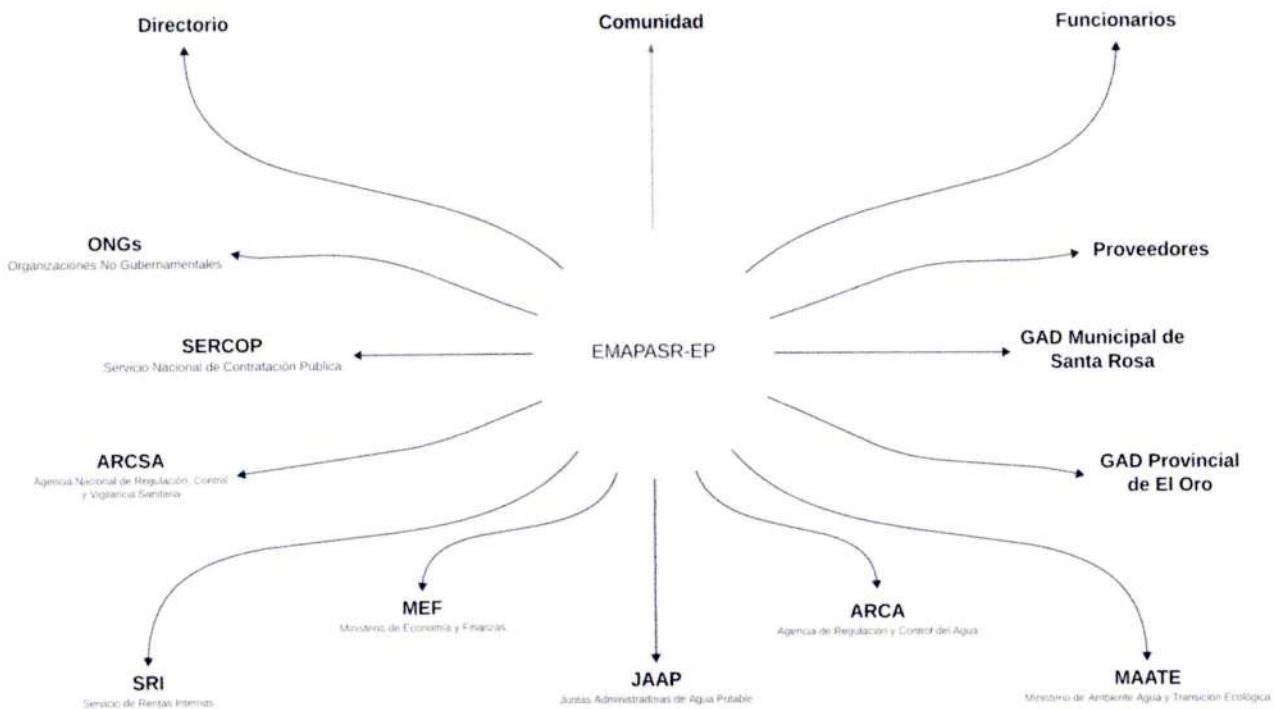 Directorio
Comunidad
Funcionarios
ONGs
Organizaciones No Gubernamentales
Proveedores
SERCOP
Servicio Nacional de Contratación Pública
EMAPASR-EP
GAD Municipal de
Santa Rosa
ARCSA
Agencia Nacional de Regulación, Control
y Vigilancia Sanitaria
GAD Provincial
de El Oro
MEF
Ministerio de Economía y Finanzas
ARCA
Agencia de Regulación y Control del Agua
SRI
Servicio de Rentas Internas
JAAP
Juntas Administradoras de Agua Potable
MAATE
Ministerio de Ambiente Agua y Transición Ecológica